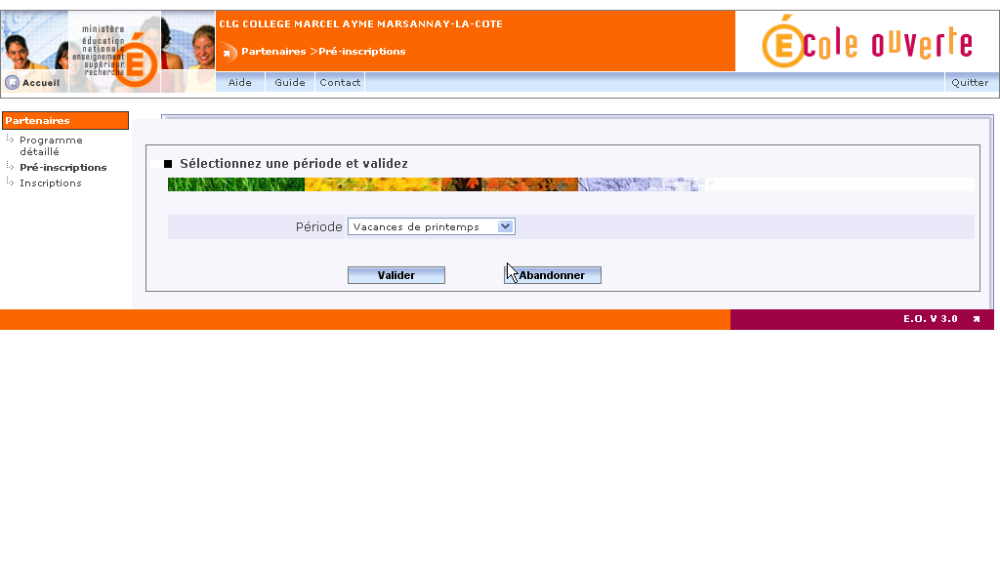 CLG COLLEGE MARCEL AYME MARSANNAY-LA-COTE
ministère
éducation
nationale
enseignement
supérieur
recherche
Partenaires >Pré-inscriptions
École ouverte
Accueil
Aide
Guide
Contact
Quitter
Partenaires
Programme
détaillé
Pré-inscriptions
Inscriptions
Sélectionnez une période et validez
Période
Vacances de printemps
Valider
Abandonner
E.O. V 3.0